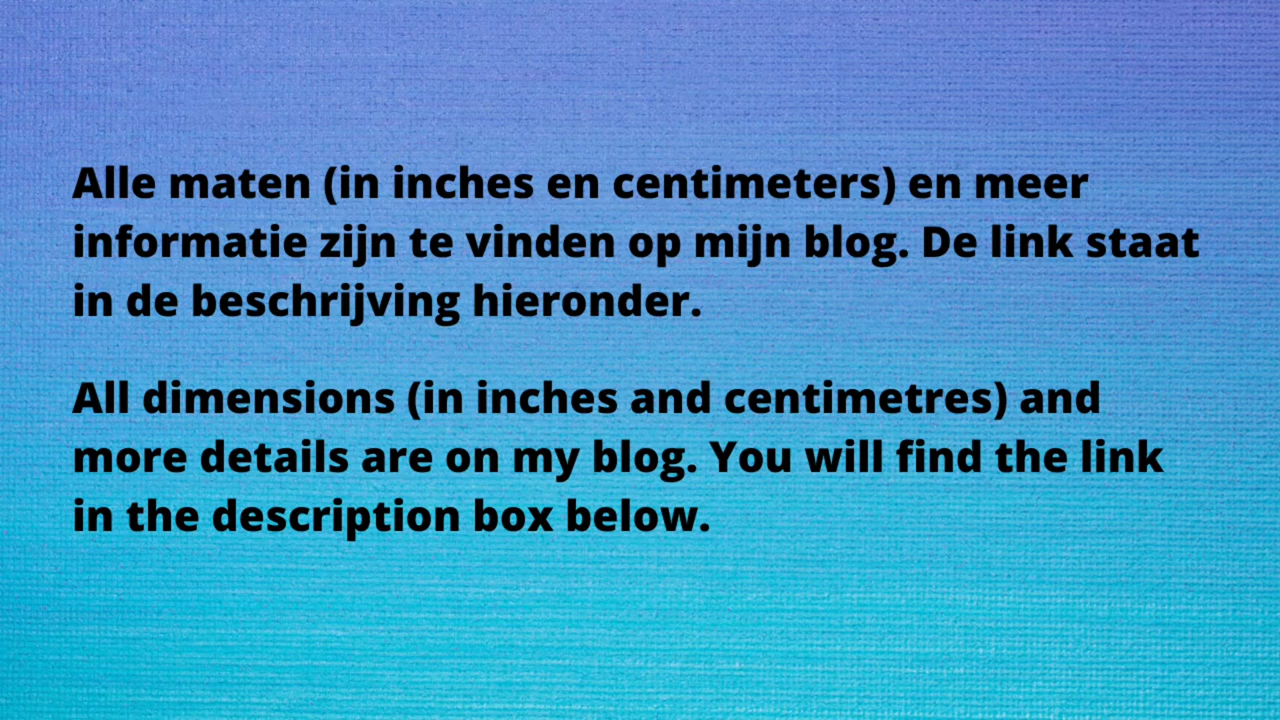 Alle maten (in inches en centimeters) en meer
informatie zijn te vinden op mijn blog. De link staat
in de beschrijving hieronder.
All dimensions (in inches and centimetres) and
more details are on my blog. You will find the link
in the description box below.